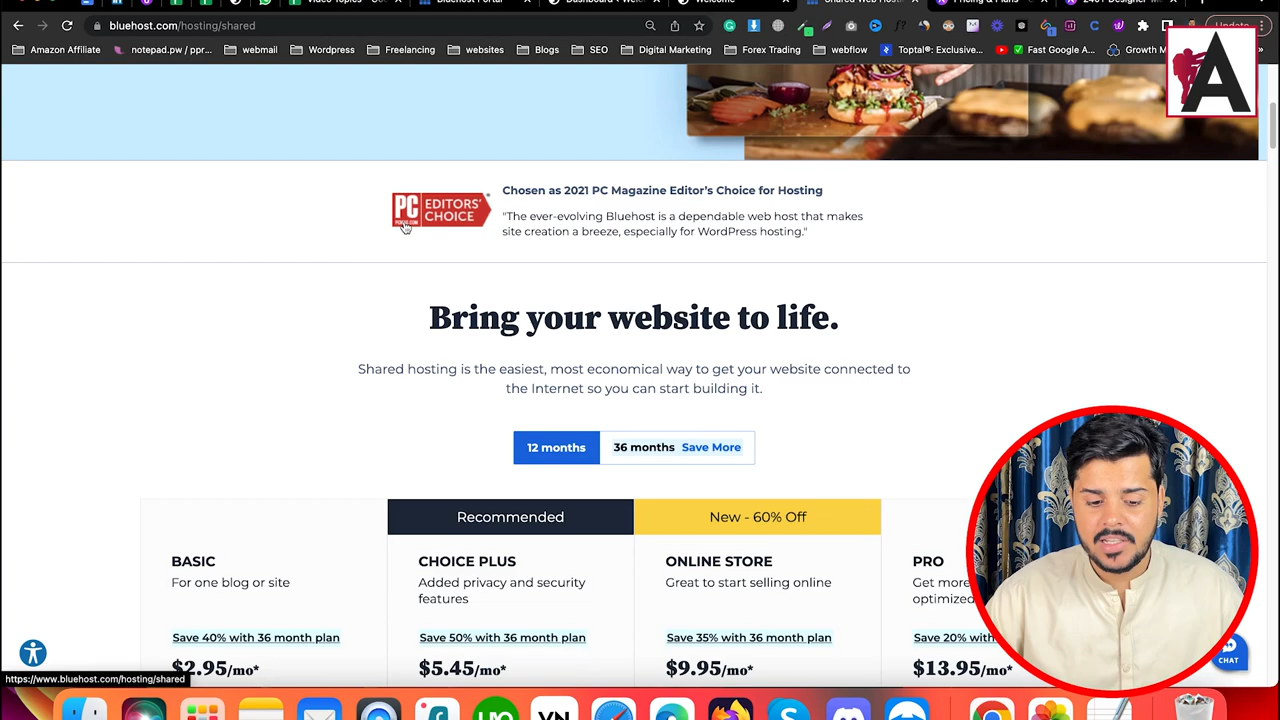 bluehost.com/hosting/shared
Update
Amazon Affiliate
notepad.pw / ppr...
webmail
Wordpress
Freelancing
websites
Blogs
SEO
Digital Marketing
Forex Trading
webflow
Toptal®: Exclusive...
Fast Google A...
Growth M
A
PC
EDITORS'
CHOICE
Chosen as 2021 PC Magazine Editor's Choice for Hosting
"The ever-evolving Bluehost is a dependable web host that makes
site creation a breeze, especially for WordPress hosting."
Bring your website to life.
Shared hosting is the easiest, most economical way to get your website connected to
the Internet so you can start building it.
12 months
36 months Save More
Recommended
New - 60% Off
BASIC
For one blog or site
Save 40% with 36 month plan
$2.95/mo*
CHOICE PLUS
Added privacy and security
features
Save 50% with 36 month plan
$5.45/mo*
ONLINE STORE
Great to start selling online
Save 35% with 36 month plan
$9.95/mo*
PRO
Get more
optimized
Save 20% with
$13.95/mo*
CHAT
https://www.bluehost.com/hosting/shared